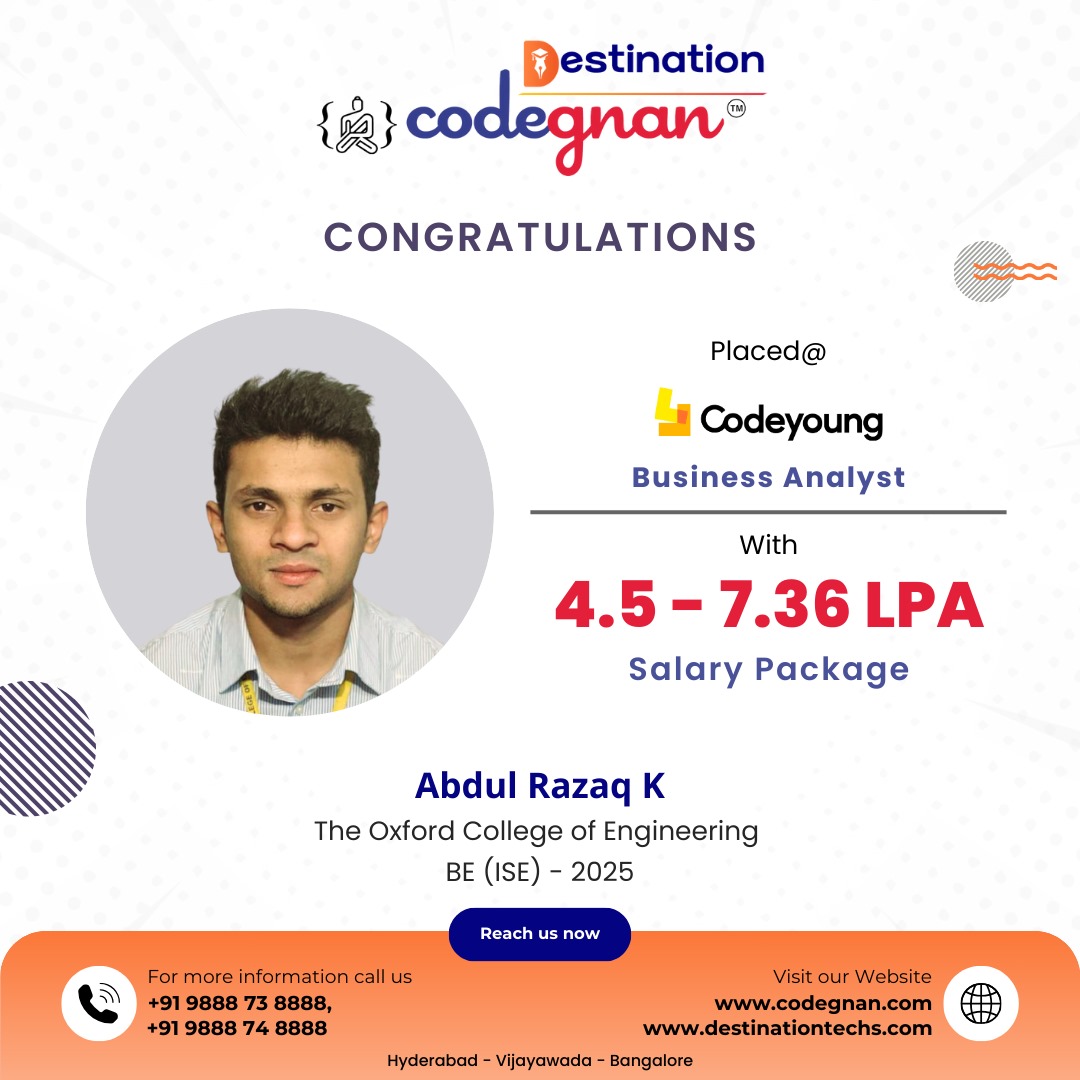 Destination
codegnan TM
CONGRATULATIONS
Placed@
Codeyoung
Business Analyst
With
4.5 - 7.36 LPA
Salary Package
Abdul Razaq K
The Oxford College of Engineering
BE (ISE) - 2025
Reach us now
For more information call us
+91 9888 73 8888,
+91 9888 74 8888
Visit our Website
www.codegnan.com
www.destinationtechs.com
Hyderabad - Vijayawada - Bangalore